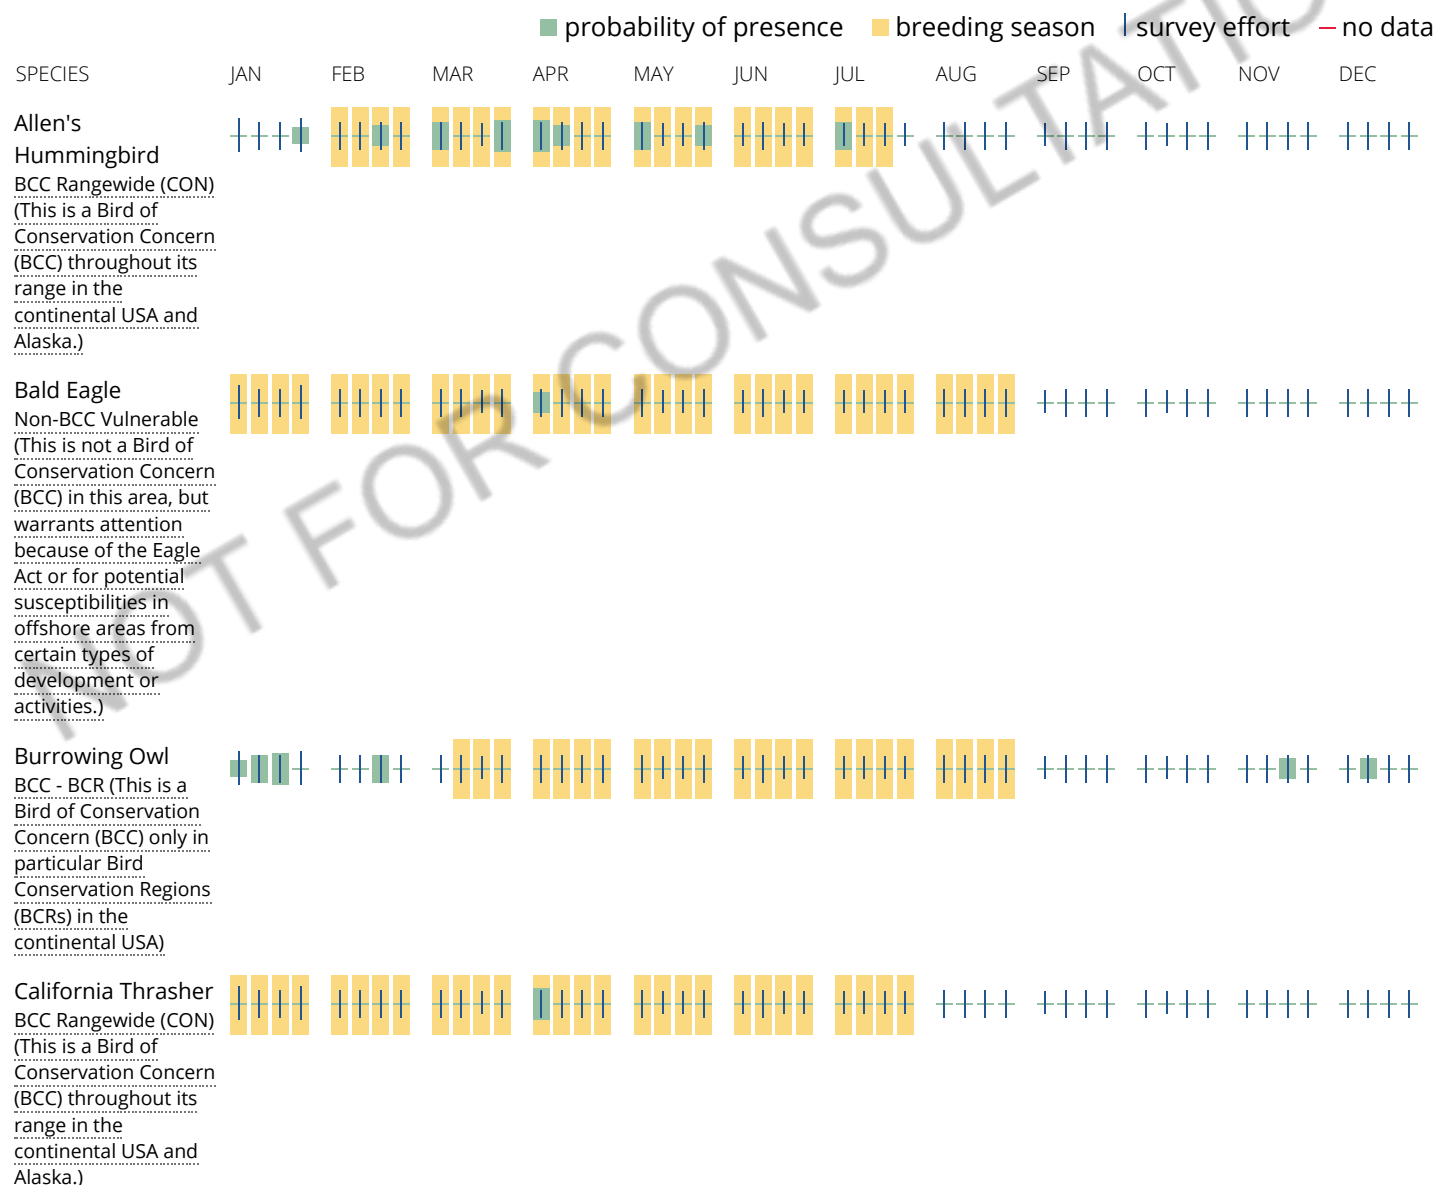 probability of presence breeding season survey effort no data
SPECIES JAN FEB MAR APR MAY JUN JUL AUG SEP OCT NOV DEC
Allen's
Hummingbird
BCC Rangewide (CON)
(This is a Bird of
Conservation Concern
(BCC) throughout its
range in the
continental USA and
Alaska.)
Bald Eagle
Non-BCC Vulnerable
(This is not a Bird of
Conservation Concern
(BCC) in this area, but
warrants attention
because of the Eagle
Act or for potential
susceptibilities in
offshore areas from
certain types of
development or
activities.)
Burrowing Owl
BCC - BCR (This is a
Bird of Conservation
Concern (BCC) only in
particular Bird
Conservation Regions
(BCRs) in the
continental USA)
California Thrasher
BCC Rangewide (CON)
(This is a Bird of
Conservation Concern
(BCC) throughout its
range in the
continental USA and
Alaska.)
NOT FOR CONSULTATIO